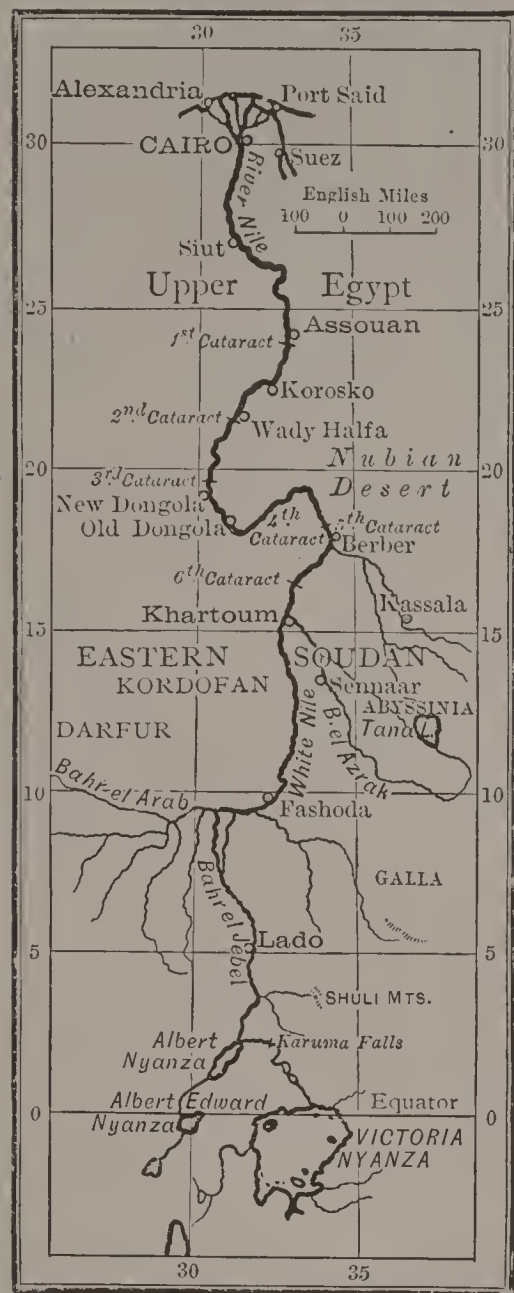 30 35
Alexandria Port Said
30 CAIRO 30
Suez
River Nile
English Miles
100 0 100 200
Siut
Upper Egypt
25 25
Assouan
1st Cataract
Korosko
2nd Cataract
Wady Halfa
Nubian
20 20
3rd Cataract
Desert
New Dongola
Old Dongola
4th
Cataract
5th Cataract
Berber
6th Cataract
Kassala
Khartoum
15 15
EASTERN SOUDAN
KORDOFAN
Sennaar
ABYSSINIA
DARFUR
Tana L.
White Nile
B. el Azrak
Bahr-el Arab
10 10
Fashoda
GALLA
Bahr el Jebel
Lado
5 5
SHULI MTS.
Albert
Nyanza
Karuma Falls
Albert Edward
Nyanza
Equator
0 0
VICTORIA
NYANZA
30 35